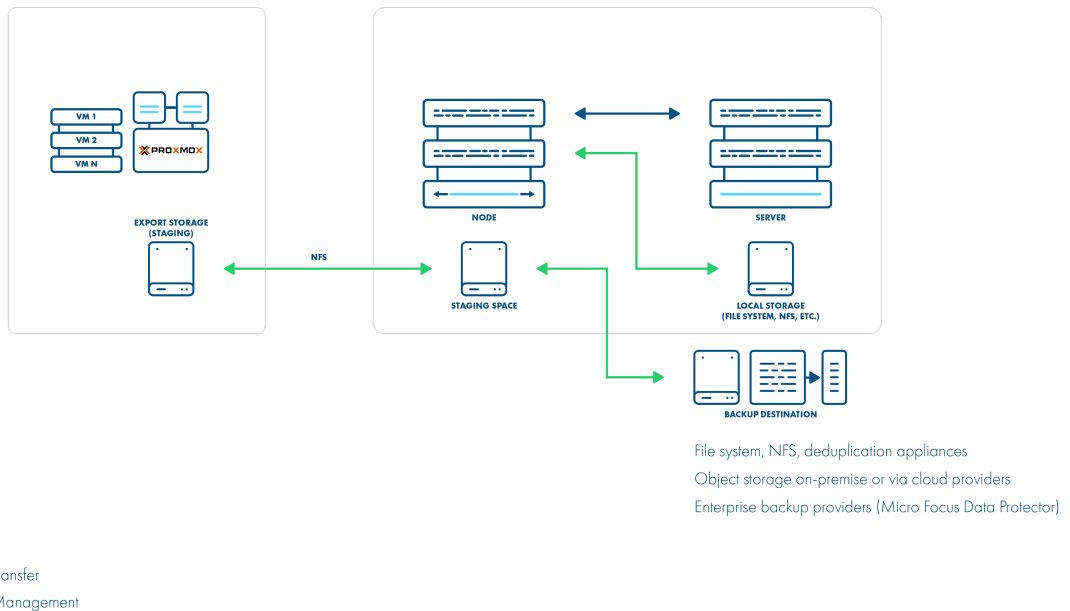 VM 1
VM 2
VM N
PROXMOX
EXPORT STORAGE
(STAGING)
NFS
NODE
SERVER
STAGING SPACE
LOCAL STORAGE
(FILE SYSTEM, NFS, ETC.)
BACKUP DESTINATION
File system, NFS, deduplication appliances
Object storage on-premise or via cloud providers
Enterprise backup providers (Micro Focus Data Protector)
ansfer
Management